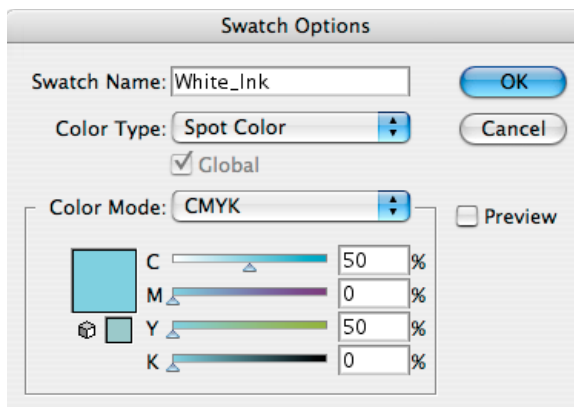 Swatch Options
Swatch Name: White_Ink OK
Color Type: Spot Color Cancel
Global
Color Mode: CMYK Preview
C 50 %
M 0 %
Y 50 %
K 0 %